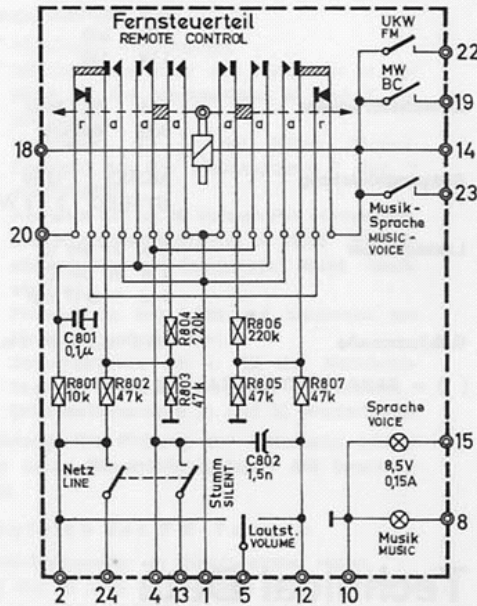 Fernsteuerteil
REMOTE CONTROL
UKW
FM
22
MW
BC
19
r a a a a a a r
18
14
23
Musik-
Sprache
MUSIC-
VOICE
20
C801
0,1µ
R804
220k
R806
220k
R801
10k
R802
47k
R803
47k
R805
47k
R807
47k
Sprache
VOICE
15
8,5V
0,15A
Netz
LINE
Stumm
SILENT
C802
1,5n
8
Lautst.
VOLUME
Musik
MUSIC
2 24 4 13 1 5 12 10